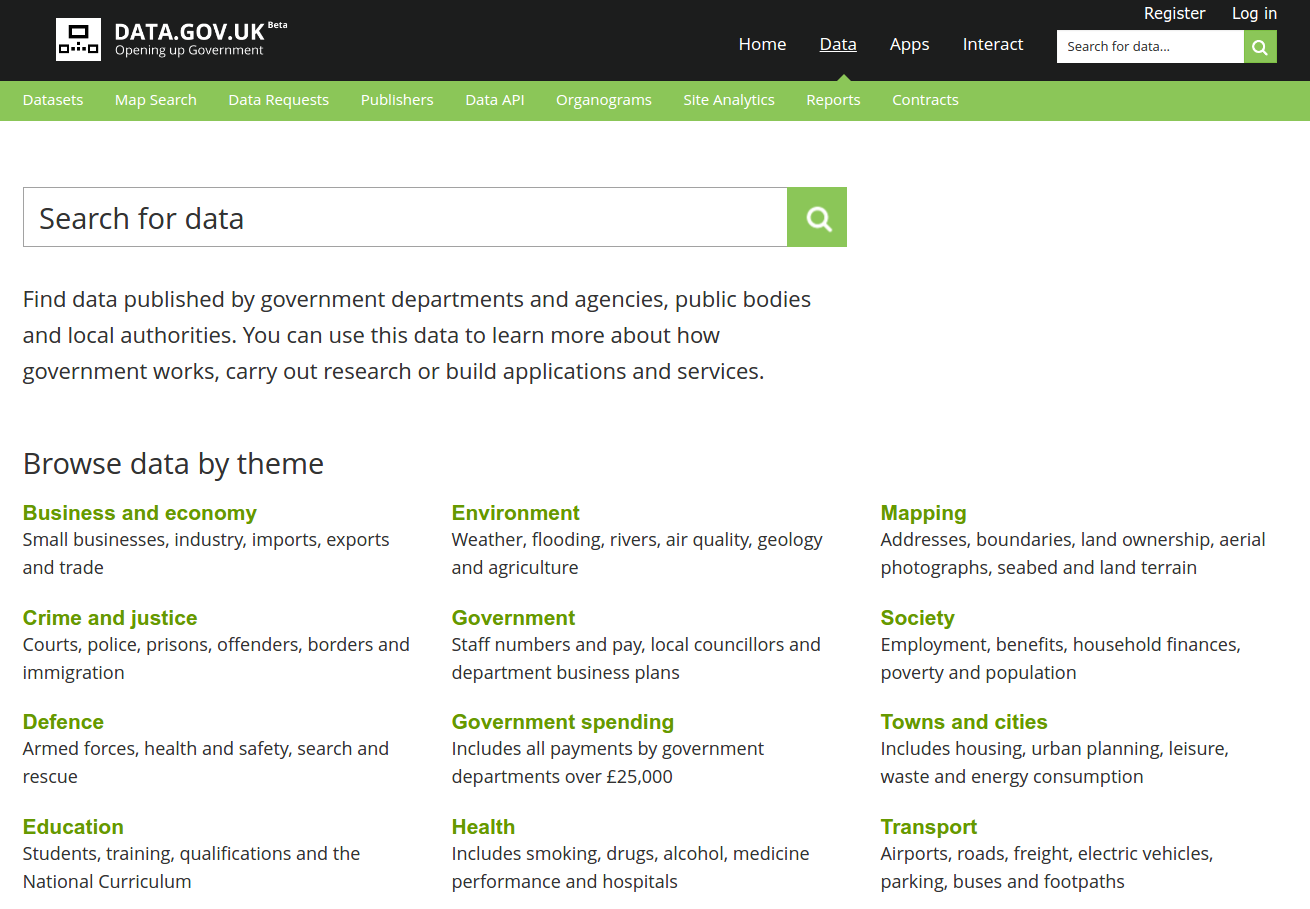 Register Log in
DATA.GOV.UK Beta
Opening up Government
Home Data Apps Interact Search for data...
Datasets Map Search Data Requests Publishers Data API Organograms Site Analytics Reports Contracts
Search for data
Find data published by government departments and agencies, public bodies
and local authorities. You can use this data to learn more about how
government works, carry out research or build applications and services.
Browse data by theme
Business and economy
Small businesses, industry, imports, exports
and trade
Environment
Weather, flooding, rivers, air quality, geology
and agriculture
Mapping
Addresses, boundaries, land ownership, aerial
photographs, seabed and land terrain
Crime and justice
Courts, police, prisons, offenders, borders and
immigration
Government
Staff numbers and pay, local councillors and
department business plans
Society
Employment, benefits, household finances,
poverty and population
Defence
Armed forces, health and safety, search and
rescue
Government spending
Includes all payments by government
departments over £25,000
Towns and cities
Includes housing, urban planning, leisure,
waste and energy consumption
Education
Students, training, qualifications and the
National Curriculum
Health
Includes smoking, drugs, alcohol, medicine
performance and hospitals
Transport
Airports, roads, freight, electric vehicles,
parking, buses and footpaths